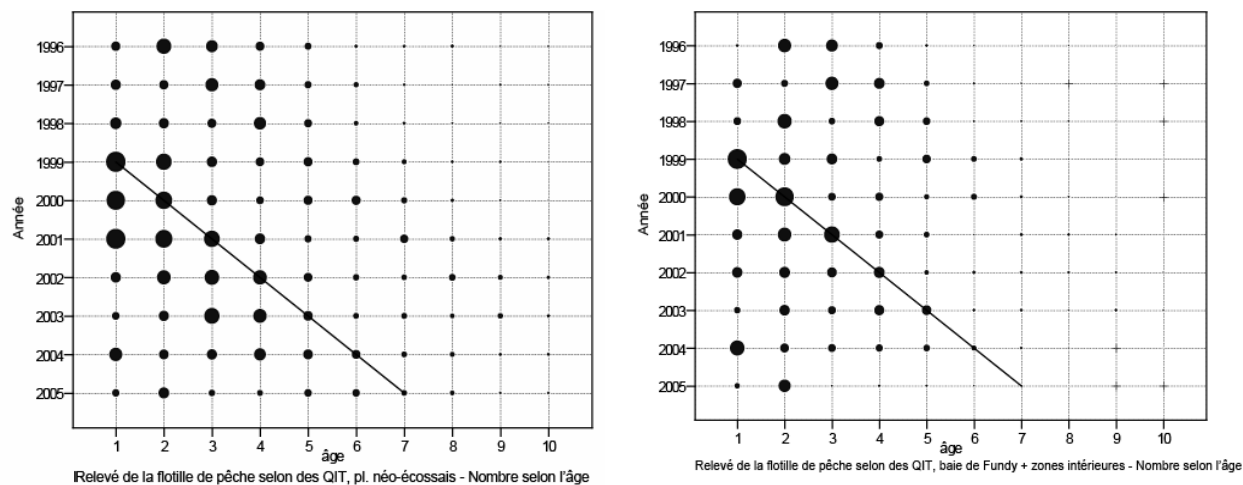 1996
1997
1998
1999
2000
2001
2002
2003
2004
2005
Année
1 2 3 4 5 6 7 8 9 10
âge
Relevé de la flotille de pêche selon des QIT, pl. néo-écossais - Nombre selon l'âge
1996
1997
1998
1999
2000
2001
2002
2003
2004
2005
Année
1 2 3 4 5 6 7 8 9 10
âge
Relevé de la flotille de pêche selon des QIT, baie de Fundy + zones intérieures - Nombre selon l'âge